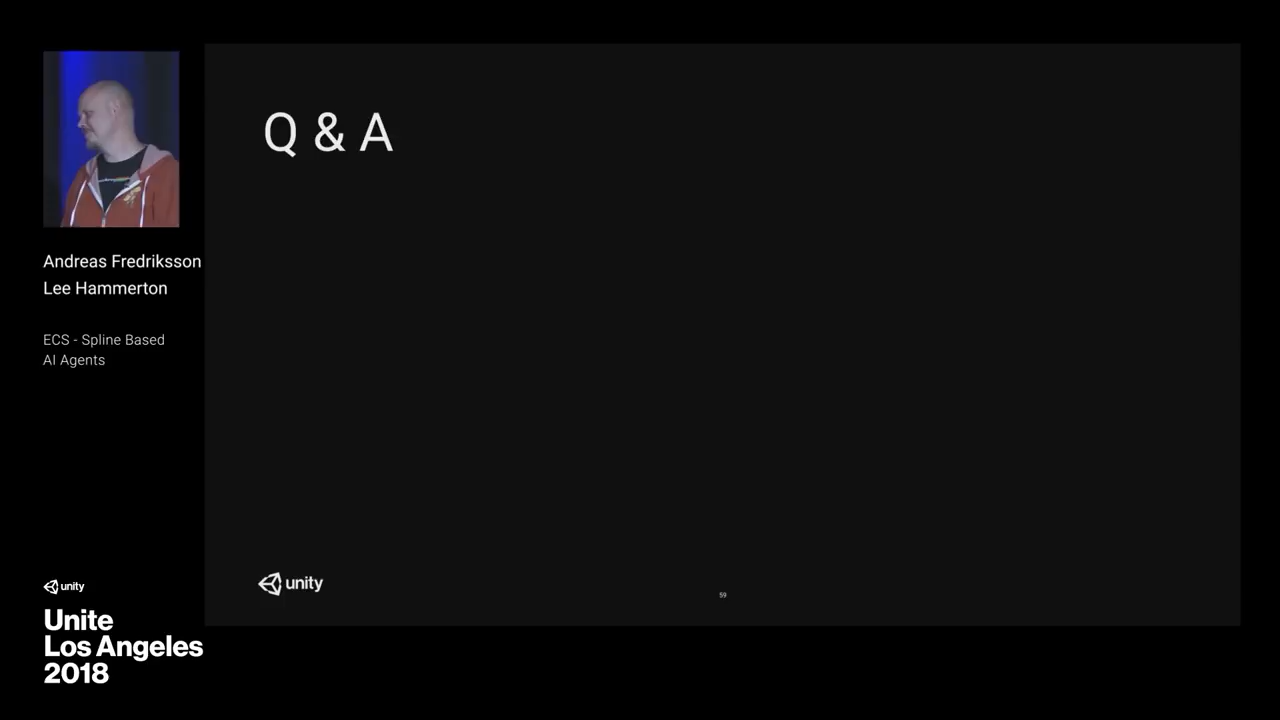 Q & A
Andreas Fredriksson
Lee Hammerton
ECS - Spline Based
AI Agents
unity
59
unity
Unite
Los Angeles
2018